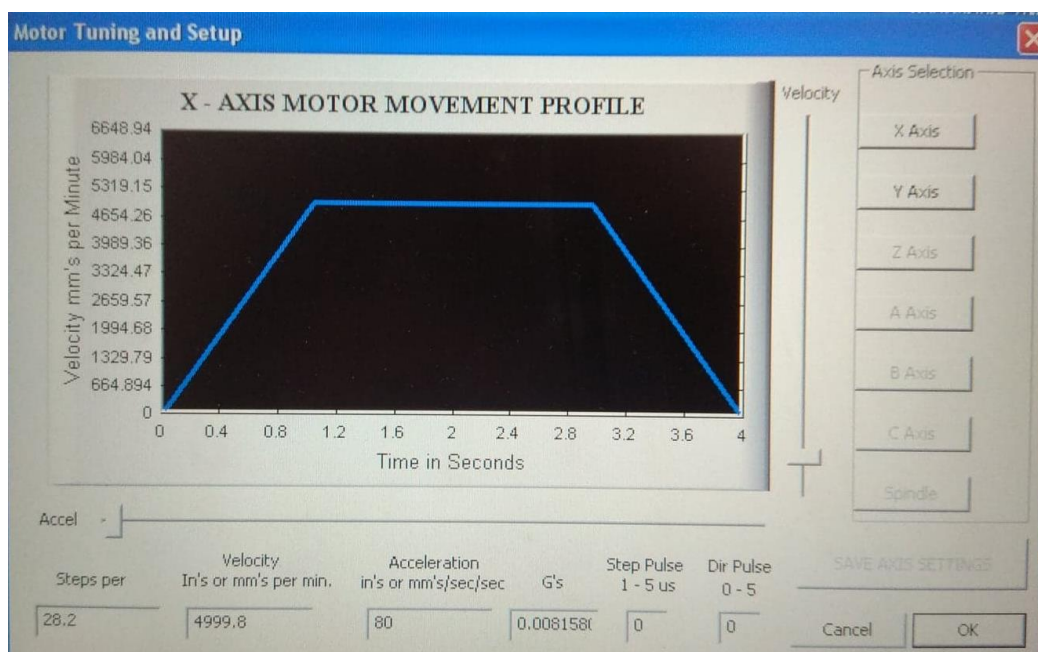 Motor Tuning and Setup
X - AXIS MOTOR MOVEMENT PROFILE
Velocity mm's per Minute
6648.94
5984.04
5319.15
4654.26
3989.36
3324.47
2659.57
1994.68
1329.79
664.894
0
0 0.4 0.8 1.2 1.6 2 2.4 2.8 3.2 3.6 4
Time in Seconds
Velocity
Axis Selection
X Axis
Y Axis
Z Axis
A Axis
B Axis
C Axis
Spindle
Accel
Steps per
Velocity
In's or mm's per min.
Acceleration
in's or mm's/sec/sec
G's
Step Pulse
1 - 5 us
Dir Pulse
0 - 5
SAVE AXIS SETTINGS
28.2
4999.8
80
0.008158
0
0
Cancel
OK